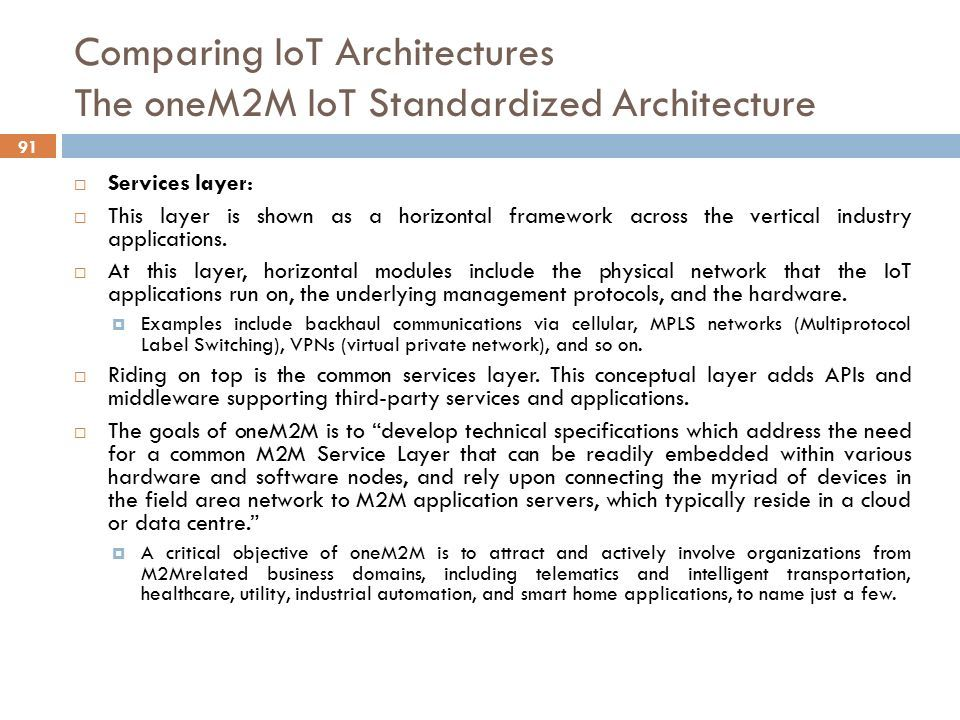 Comparing IoT Architectures
The oneM2M IoT Standardized Architecture
91
Services layer:
This layer is shown as a horizontal framework across the vertical industry
applications.
At this layer, horizontal modules include the physical network that the IoT
applications run on, the underlying management protocols, and the hardware.
Examples include backhaul communications via cellular, MPLS networks (Multiprotocol
Label Switching), VPNs (virtual private network), and so on.
Riding on top is the common services layer. This conceptual layer adds APIs and
middleware supporting third-party services and applications.
The goals of oneM2M is to “develop technical specifications which address the need
for a common M2M Service Layer that can be readily embedded within various
hardware and software nodes, and rely upon connecting the myriad of devices in
the field area network to M2M application servers, which typically reside in a cloud
or data centre.”
A critical objective of oneM2M is to attract and actively involve organizations from
M2Mrelated business domains, including telematics and intelligent transportation,
healthcare, utility, industrial automation, and smart home applications, to name just a few.